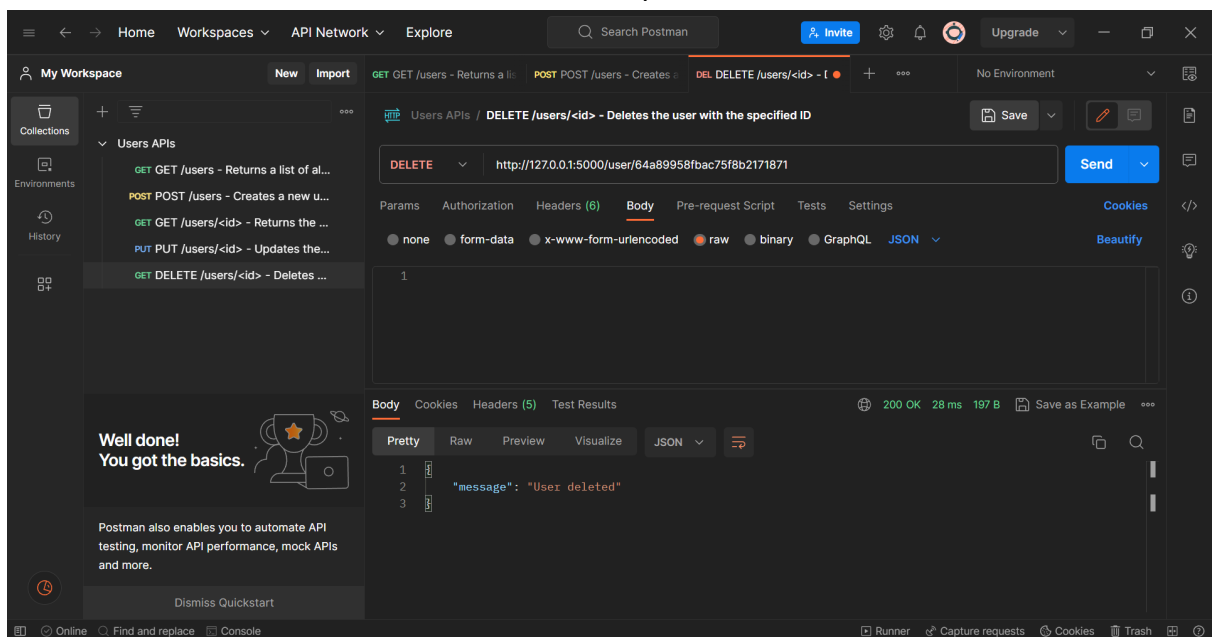 Home Workspaces API Network Explore Search Postman Invite Upgrade
My Workspace New Import GET GET /users - Returns a lis POST POST /users - Creates a DEL DELETE /users/<id> - [ No Environment
Collections
Environments
History
Users APIs
GET GET /users - Returns a list of al...
POST POST /users - Creates a new u...
GET GET /users/<id> - Returns the ...
PUT PUT /users/<id> - Updates the...
GET DELETE /users/<id> - Deletes ...
Well done!
You got the basics.
Postman also enables you to automate API
testing, monitor API performance, mock APIs
and more.
Dismiss Quickstart
HTTP Users APIs / DELETE /users/<id> - Deletes the user with the specified ID Save
DELETE http://127.0.0.1:5000/user/64a89958fbac75f8b2171871 Send
Params Authorization Headers (6) Body Pre-request Script Tests Settings Cookies
none form-data x-www-form-urlencoded raw binary GraphQL JSON Beautify
1
Body Cookies Headers (5) Test Results 200 OK 28 ms 197 B Save as Example
Pretty Raw Preview Visualize JSON
1 {
2 "message": "User deleted"
3 }
Online Find and replace Console Runner Capture requests Cookies Trash